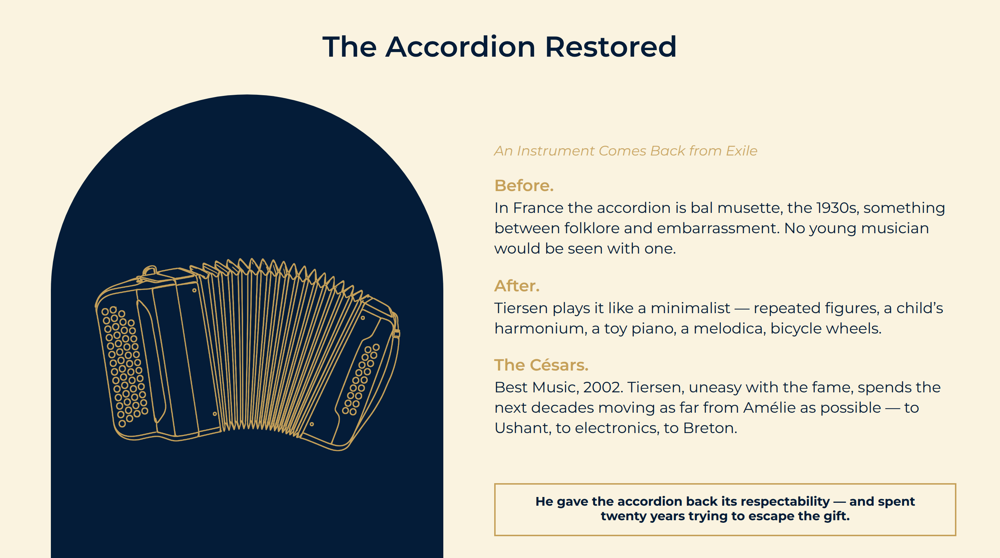 The Accordion Restored
An Instrument Comes Back from Exile
Before.
In France the accordion is bal musette, the 1930s, something
between folklore and embarrassment. No young musician
would be seen with one.
After.
Tiersen plays it like a minimalist — repeated figures, a child’s
harmonium, a toy piano, a melodica, bicycle wheels.
The Césars.
Best Music, 2002. Tiersen, uneasy with the fame, spends the
next decades moving as far from Amélie as possible — to
Ushant, to electronics, to Breton.
He gave the accordion back its respectability — and spent
twenty years trying to escape the gift.